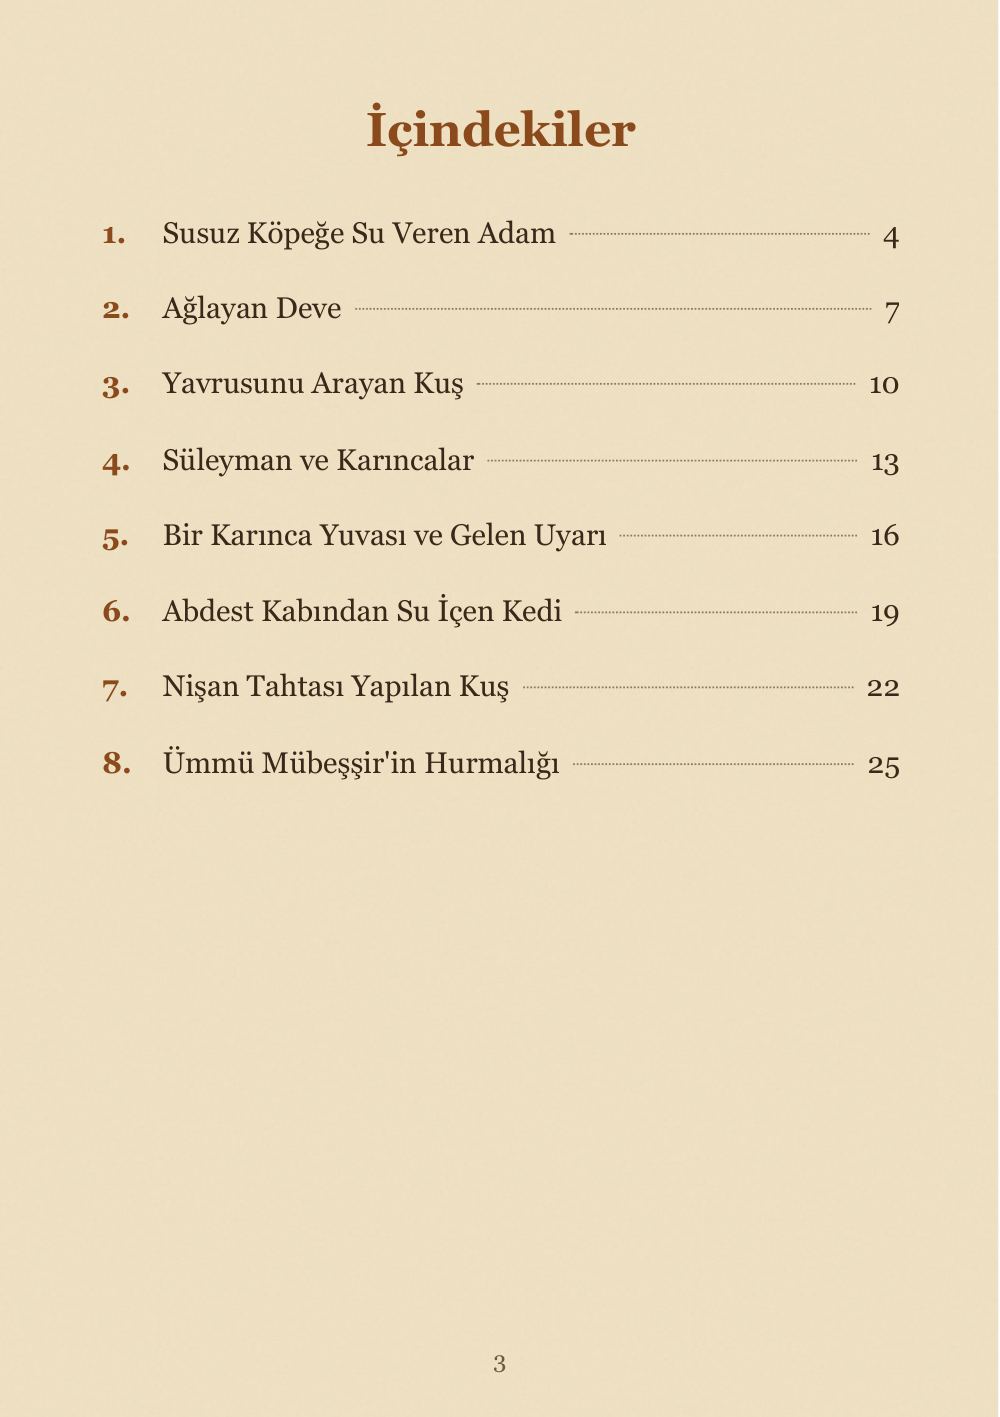 İçindekiler
1. Susuz Köpeğe Su Veren Adam 4
2. Ağlayan Deve 7
3. Yavrusunu Arayan Kuş 10
4. Süleyman ve Karıncalar 13
5. Bir Karınca Yuvası ve Gelen Uyarı 16
6. Abdest Kabından Su İçen Kedi 19
7. Nişan Tahtası Yapılan Kuş 22
8. Ümmü Mübeşşir'in Hurmalığı 25
3